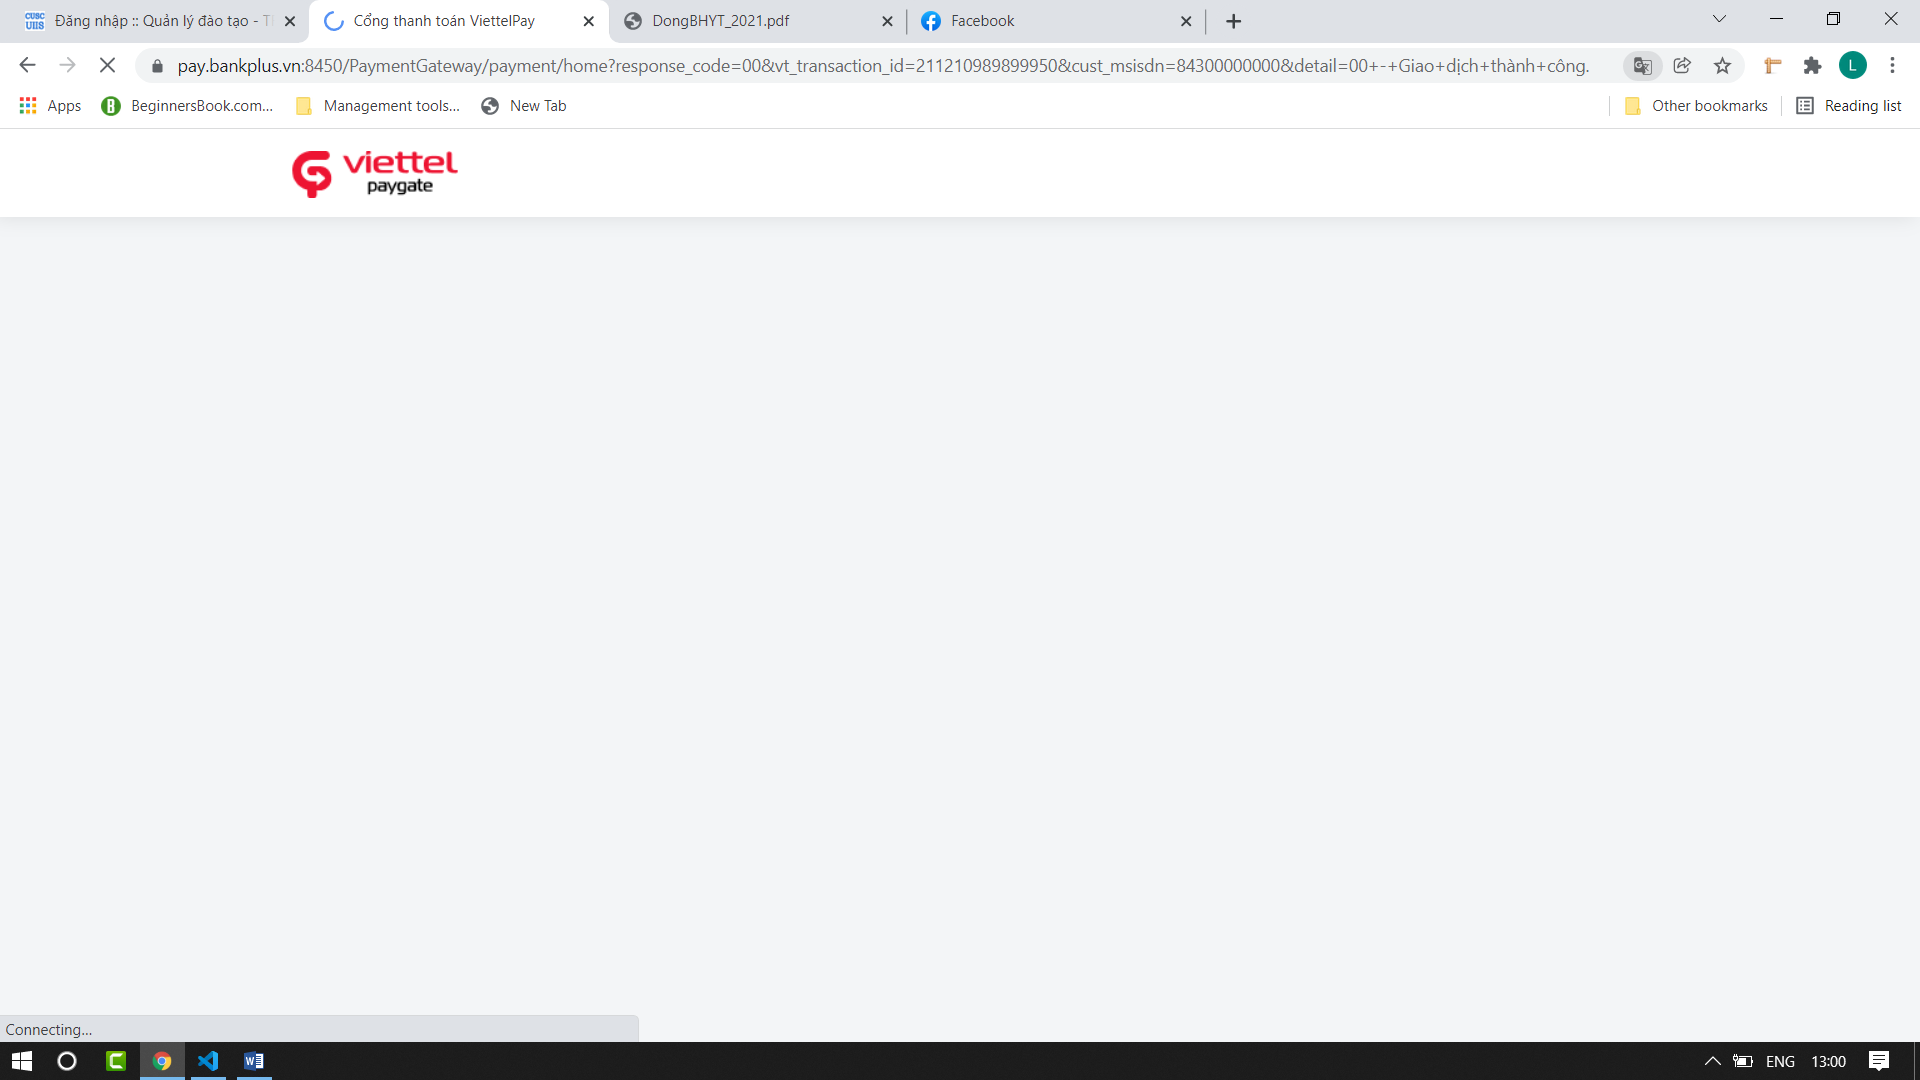 CUSC
UIIS
Đăng nhập :: Quản lý đào tạo -
Cổng thanh toán ViettelPay
DongBHYT_2021.pdf
Facebook
pay.bankplus.vn:8450/PaymentGateway/payment/home?response_code=00&vt_transaction_id=211210989899950&cust_msisdn=84300000000&detail=00+-+Giao+dịch+thành+công.
L
Apps
BeginnersBook.com...
Management tools...
New Tab
Other bookmarks
Reading list
viettel
paygate
Connecting...
ENG
13:00